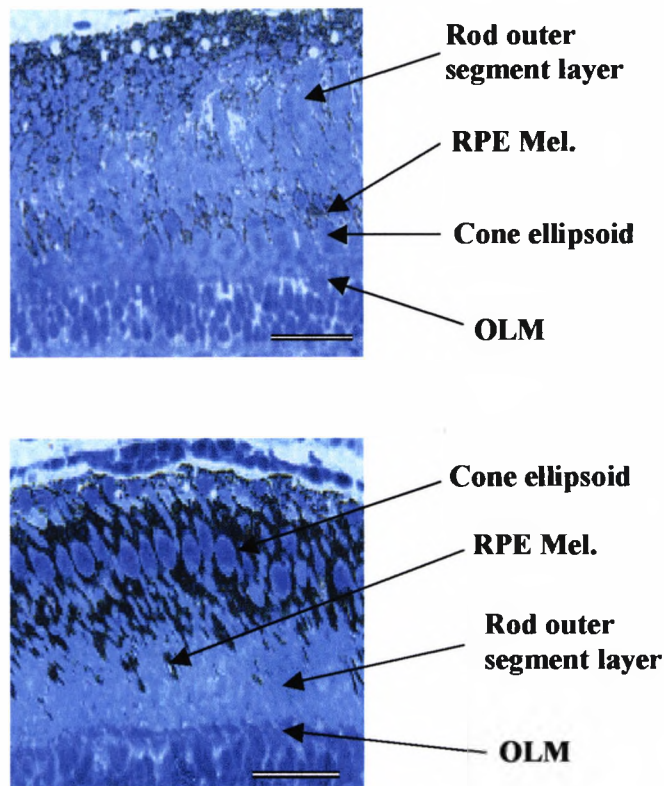 Rod outer
segment layer
RPE Mel.
Cone ellipsoid
OLM
Cone ellipsoid
RPE Mel.
Rod outer
segment layer
OLM